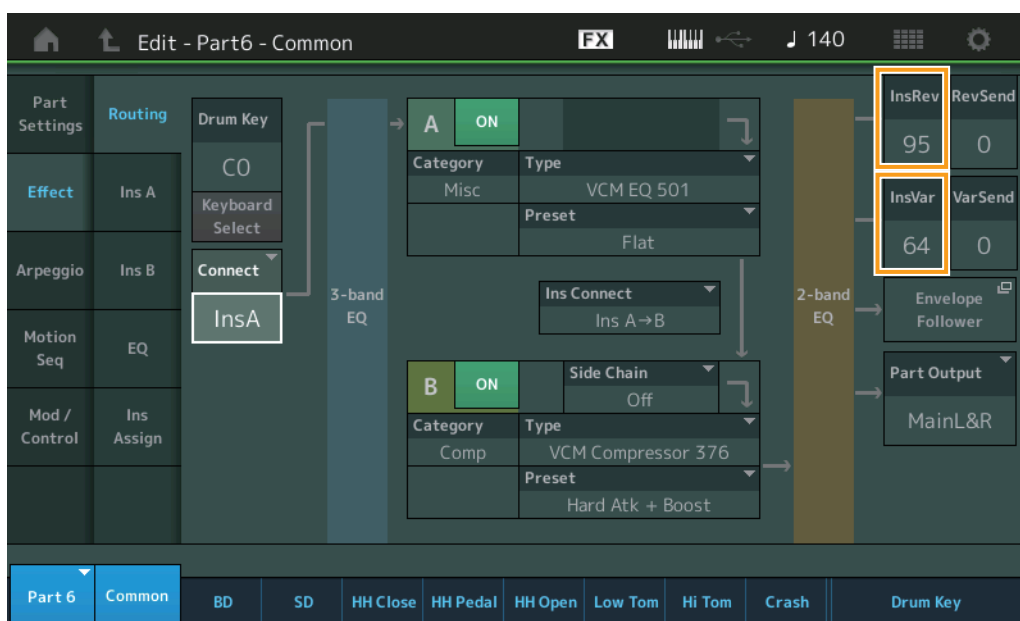 Edit - Part6 - Common
FX
♩ 140
Part
Settings
Effect
Arpeggio
Motion
Seq
Mod /
Control
Routing
Ins A
Ins B
EQ
Ins
Assign
Drum Key
C0
Keyboard
Select
Connect
InsA
3-band
EQ
A
ON
Category
Misc
Type
VCM EQ 501
Preset
Flat
Ins Connect
Ins A→B
B
ON
Side Chain
Off
Category
Comp
Type
VCM Compressor 376
Preset
Hard Atk + Boost
2-band
EQ
InsRev
95
RevSend
0
InsVar
64
VarSend
0
Envelope
Follower
Part Output
MainL&R
Part 6
Common
BD
SD
HH Close
HH Pedal
HH Open
Low Tom
Hi Tom
Crash
Drum Key